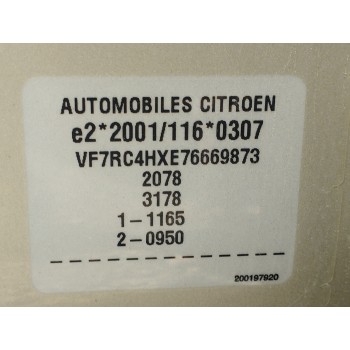 AUTOMOBILES CITROEN
e2*2001/116*0307
VF7RC4HXE76669873
2078
3178
1-1165
2-0950
200197920